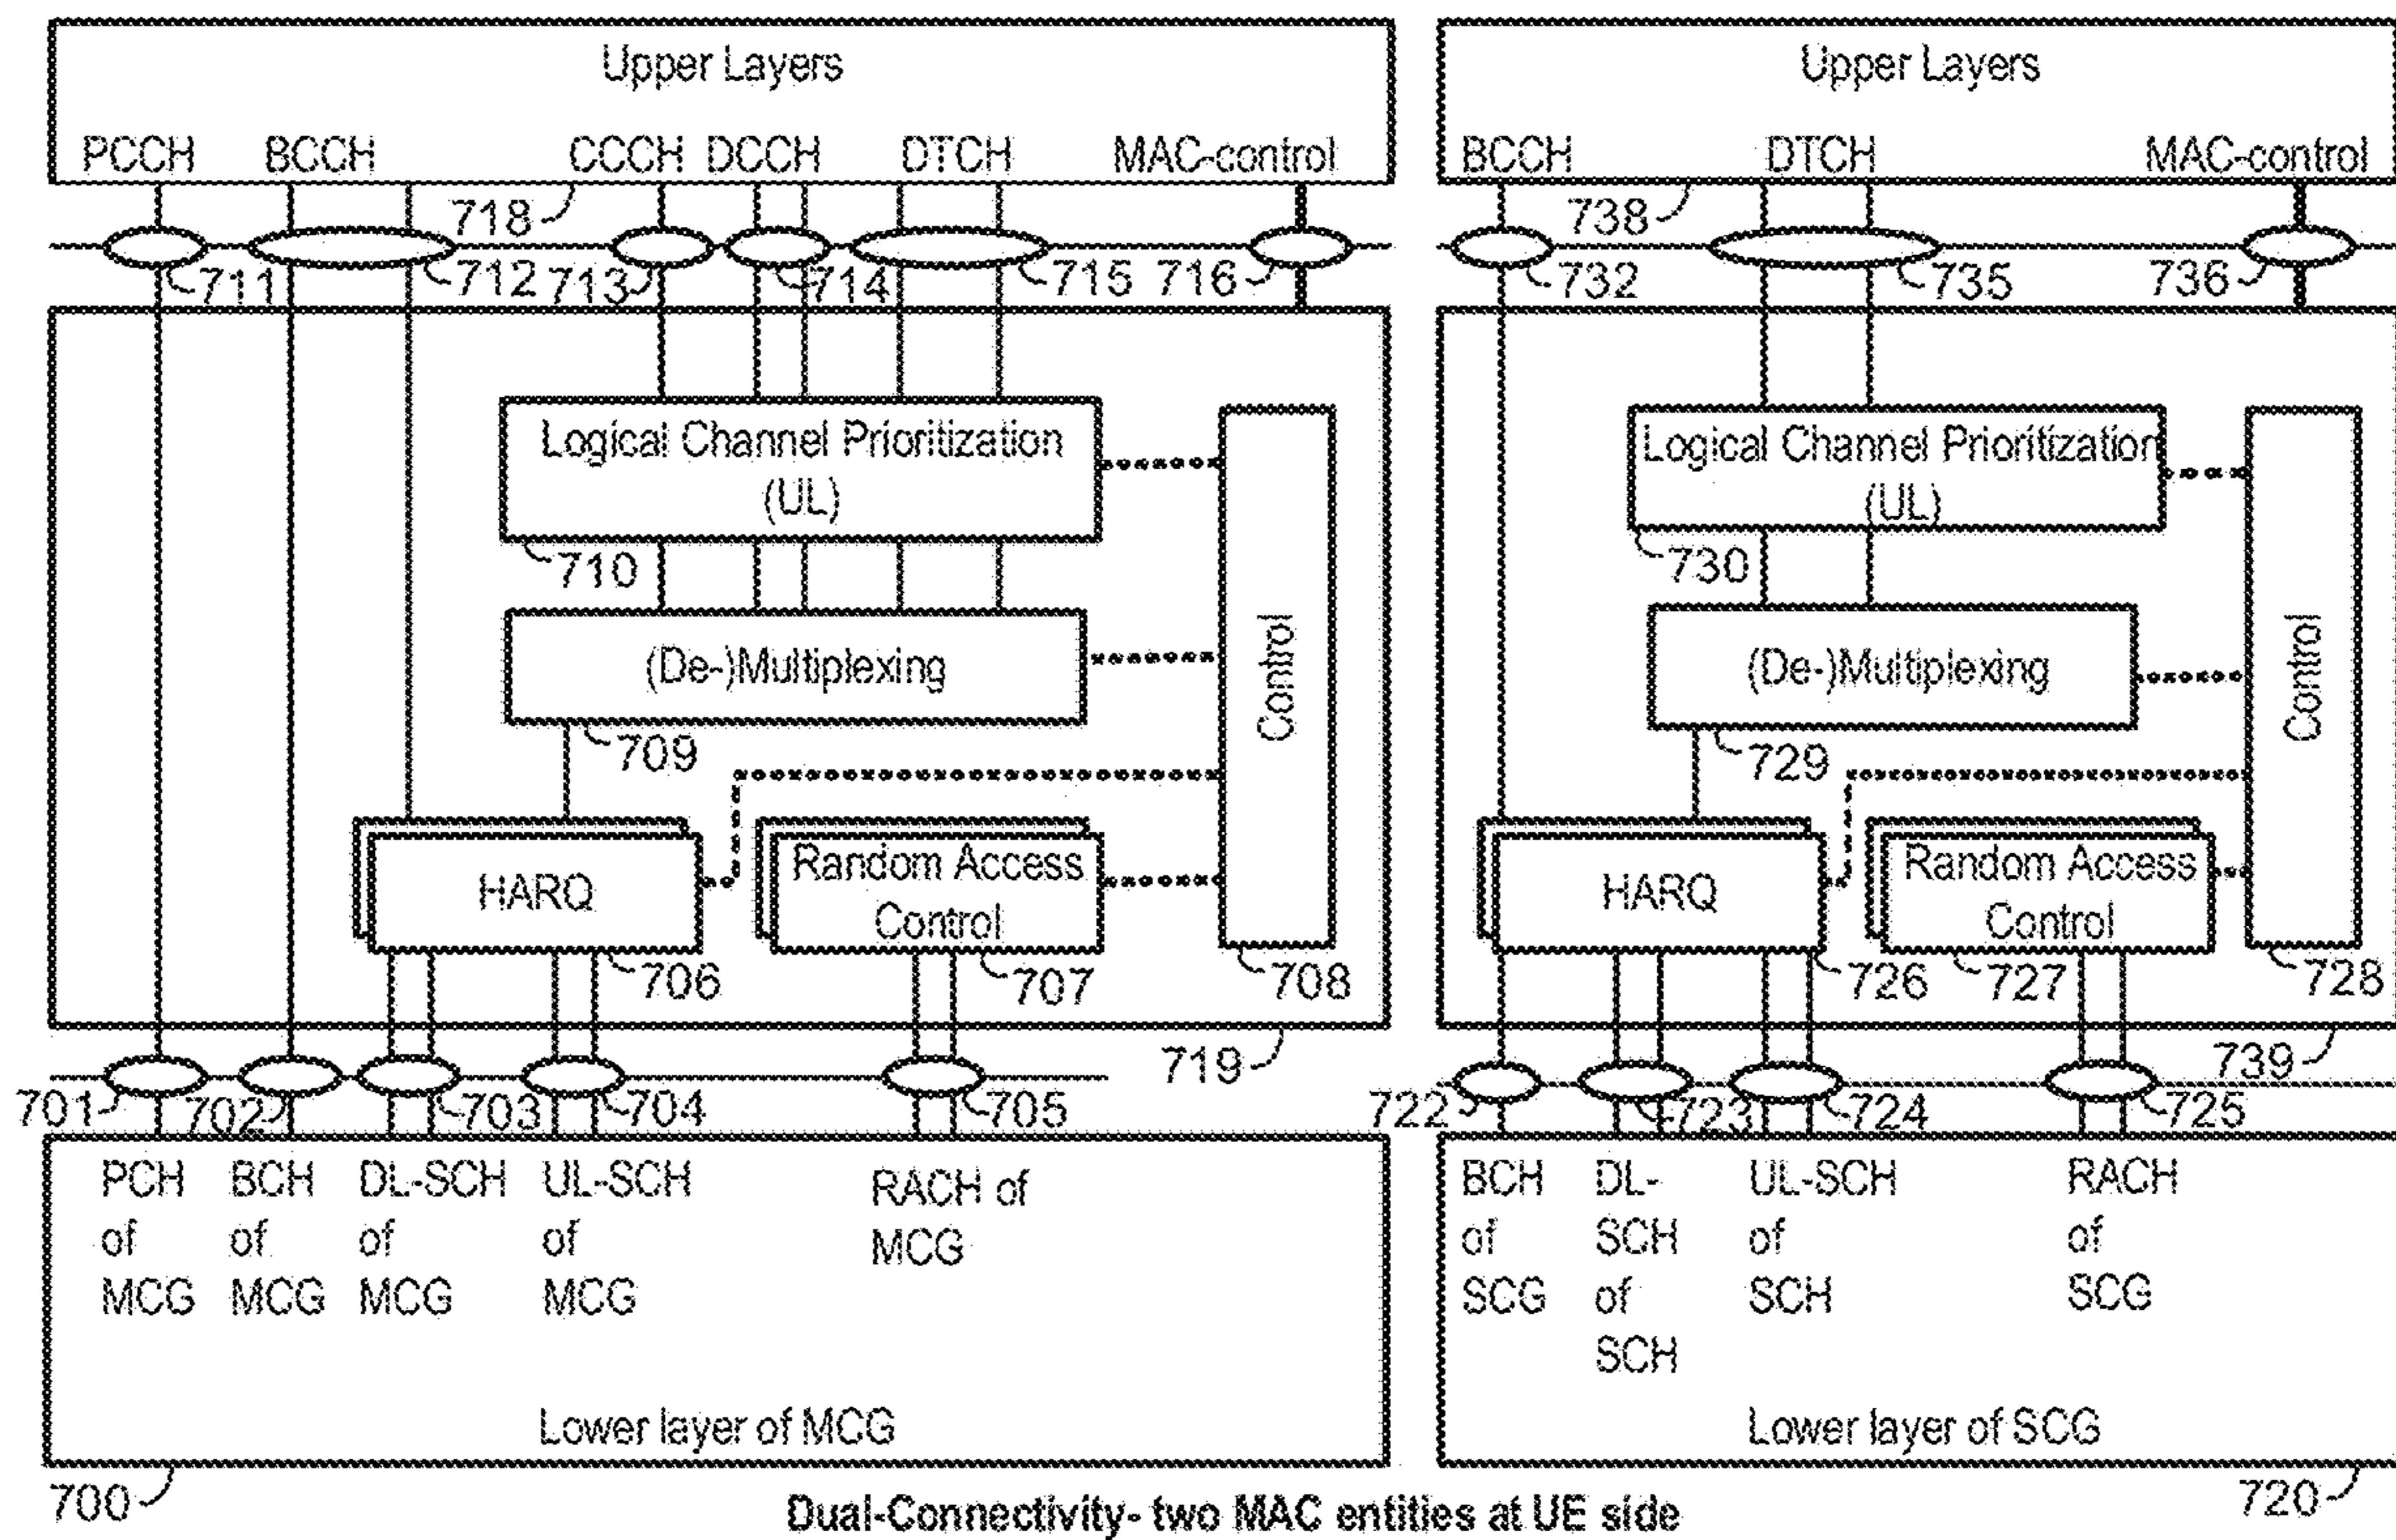 Upper Layers
PCCH BCCH CCCH DCCH DTCH MAC-control
718
711 712 713 714 715 716
Logical Channel Prioritization
(UL)
710
(De-)Multiplexing
709
Control
HARQ
Random Access
Control
706 707 708
719
701 702 703 704 705
PCH
of
MCG
BCH
of
MCG
DL-SCH
of
MCG
UL-SCH
of
MCG
RACH of
MCG
Lower layer of MCG
700
Upper Layers
BCCH DTCH MAC-control
738
732 735 736
Logical Channel Prioritization
(UL)
730
(De-)Multiplexing
729
Control
HARQ
Random Access
Control
726 727 728
739
722 723 724 725
BCH
of
SCG
DL-
SCH
of
SCH
UL-SCH
of
SCH
RACH
of
SCG
Lower layer of SCG
720
Dual-Connectivity- two MAC entities at UE side